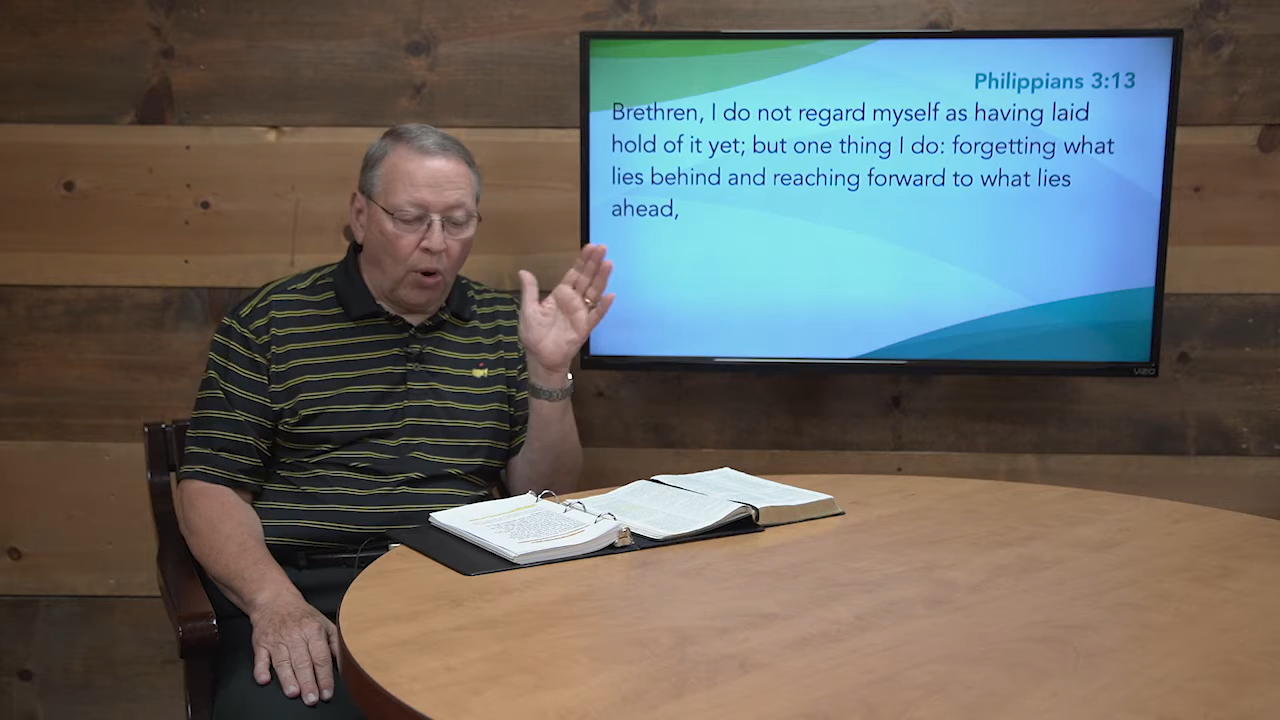 Philippians 3:13
Brethren, I do not regard myself as having laid
hold of it yet; but one thing I do: forgetting what
lies behind and reaching forward to what lies
ahead,
VIZIO